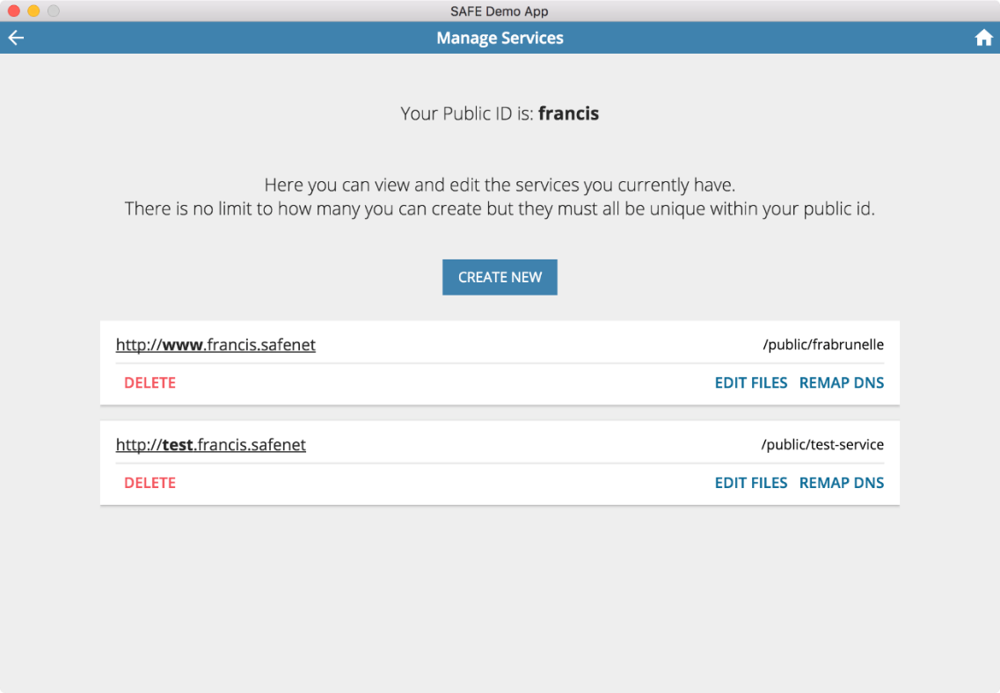 SAFE Demo App
Manage Services
Your Public ID is: francis
Here you can view and edit the services you currently have.
There is no limit to how many you can create but they must all be unique within your public id.
CREATE NEW
http://www.francis.safenet /public/frabrunelle
DELETE EDIT FILES REMAP DNS
http://test.francis.safenet /public/test-service
DELETE EDIT FILES REMAP DNS